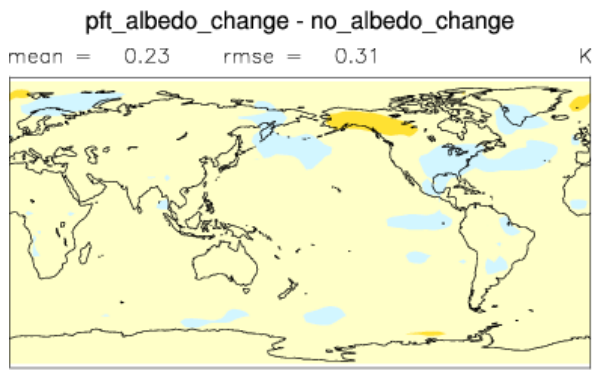 pft_albedo_change - no_albedo_change
mean = 0.23 rmse = 0.31 K